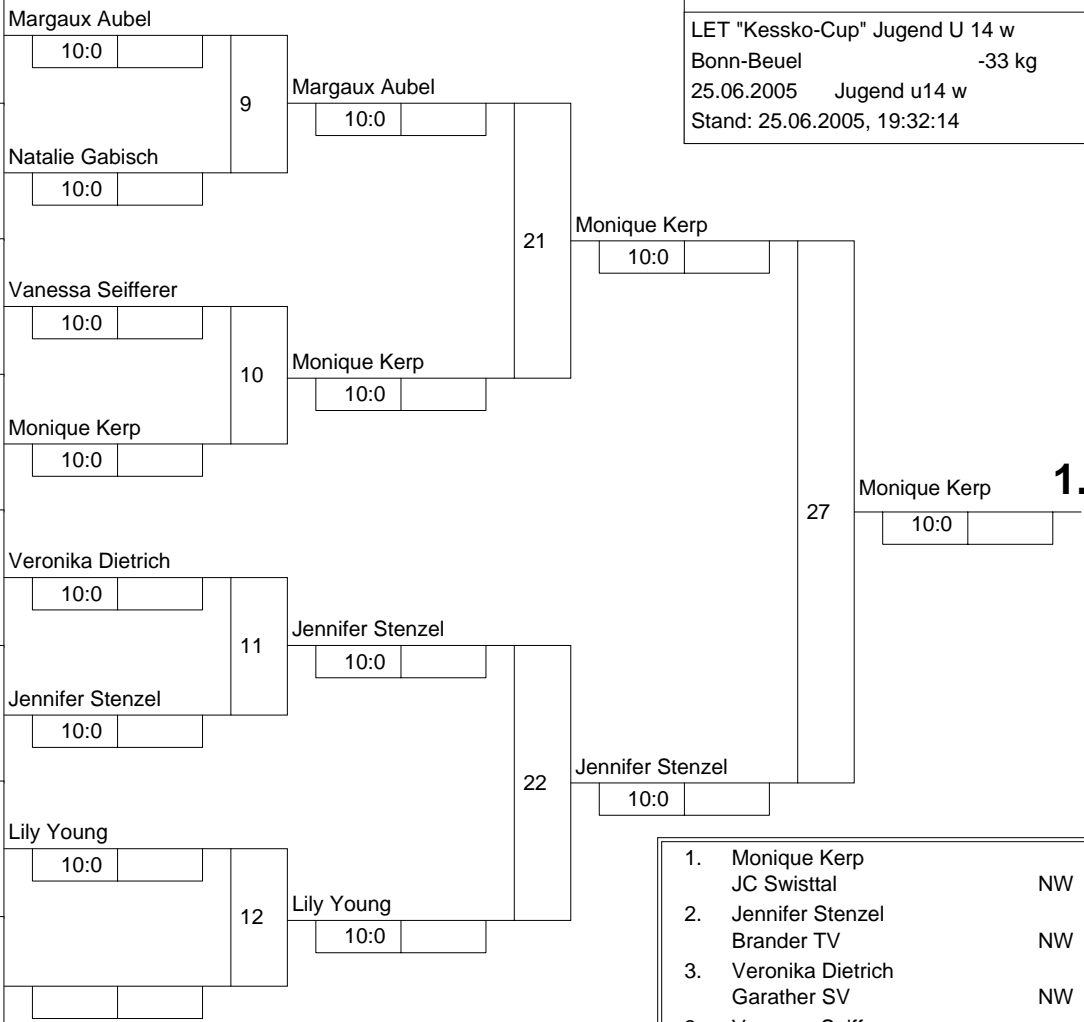 Margaux Aubel
10:0
9
Natalie Gabisch
10:0
Vanessa Seifferer
10:0
10
Monique Kerp
10:0
Veronika Dietrich
10:0
11
Jennifer Stenzel
10:0
Lily Young
10:0
12
Margaux Aubel
10:0
21
Monique Kerp
10:0
Jennifer Stenzel
10:0
22
Lily Young
10:0
Monique Kerp
10:0
27
Jennifer Stenzel
10:0
Monique Kerp 1.
10:0
LET "Kessko-Cup" Jugend U 14 w
Bonn-Beuel -33 kg
25.06.2005 Jugend u14 w
Stand: 25.06.2005, 19:32:14
1. Monique Kerp
JC Swisttal NW
2. Jennifer Stenzel
Brander TV NW
3. Veronika Dietrich
Garather SV NW